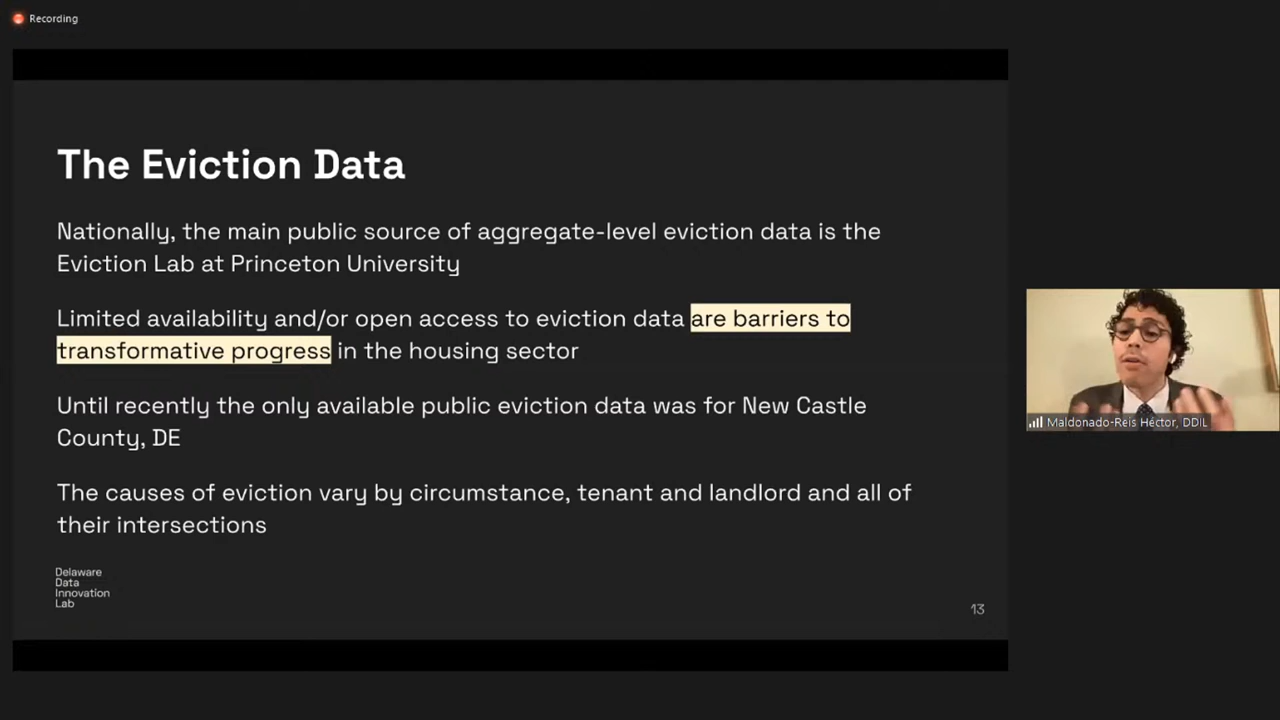 Recording
The Eviction Data
Nationally, the main public source of aggregate-level eviction data is the
Eviction Lab at Princeton University
Limited availability and/or open access to eviction data are barriers to
transformative progress in the housing sector
Until recently the only available public eviction data was for New Castle
County, DE
The causes of eviction vary by circumstance, tenant and landlord and all of
their intersections
Delaware
Data
Innovation
Lab
13
Maldonado-Reis Héctor, DDIL